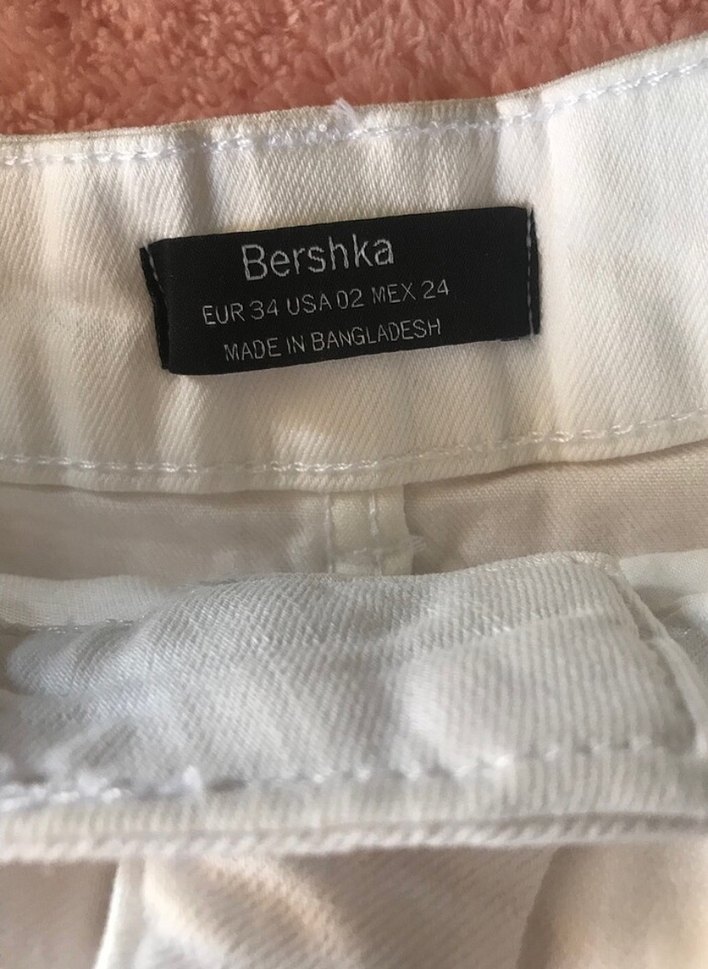 Bershka
EUR 34 USA 02 MEX 24
MADE IN BANGLADESH